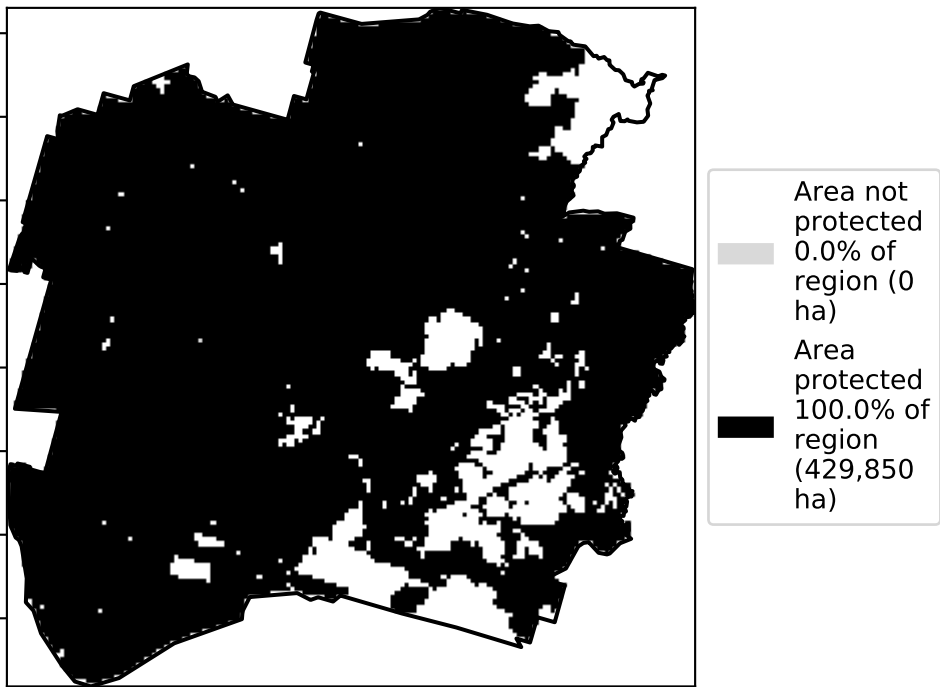 Area not
protected
0.0% of
region (0
ha)
Area
protected
100.0% of
region
(429,850
ha)